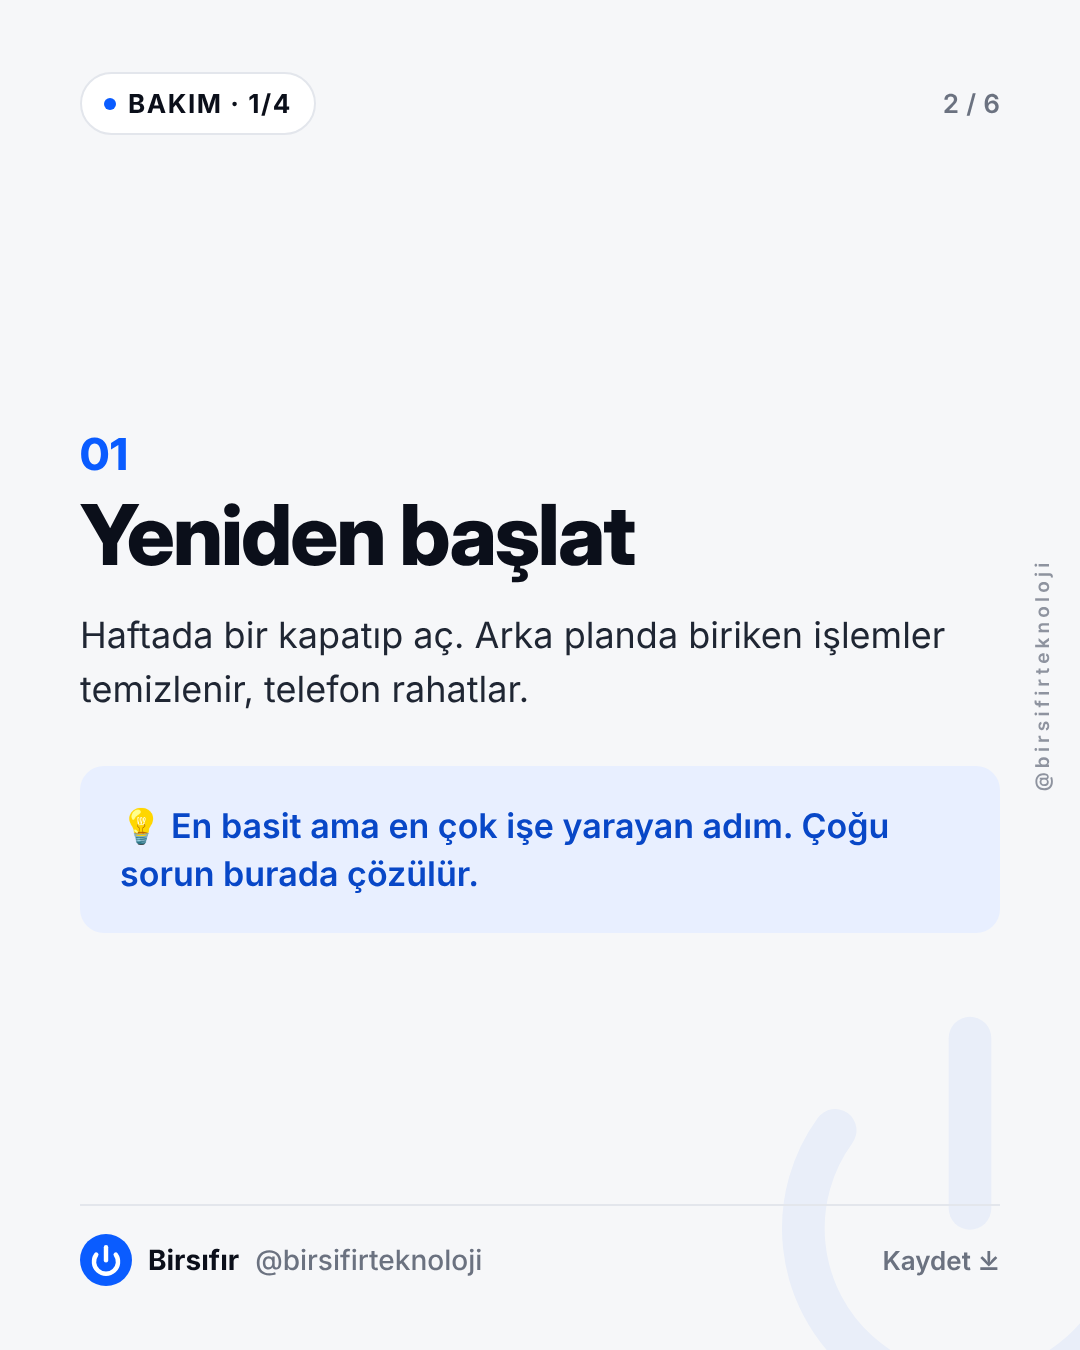 BAKIM · 1/4
2 / 6
01
Yeniden başlat
Haftada bir kapatıp aç. Arka planda biriken işlemler
temizlenir, telefon rahatlar.
💡 En basit ama en çok işe yarayan adım. Çoğu
sorun burada çözülür.
@birsifirteknoloji
Birsıfır @birsifirteknoloji
Kaydet